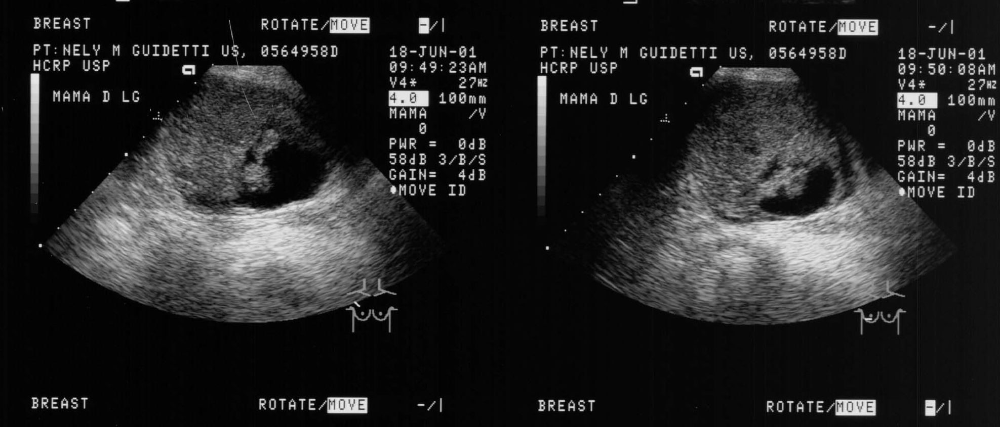 BREAST ROTATE/MOVE -/|
PT:NELY M GUIDETTI US, 0564958D 18-JUN-01
HCRP USP 09:49:23AM
V4* 27HZ
MAMA D LG 4.0 100mm
MAMA /V
0
PWR = 0dB
58dB 3/B/S
GAIN= 4dB
MOVE ID
BREAST ROTATE/MOVE -/|
BREAST ROTATE/MOVE -/|
PT:NELY M GUIDETTI US, 0564958D 18-JUN-01
HCRP USP 09:50:08AM
V4* 27HZ
MAMA D LG 4.0 100mm
MAMA /V
0
PWR = 0dB
58dB 3/B/S
GAIN= 4dB
MOVE ID
BREAST ROTATE/MOVE -/|